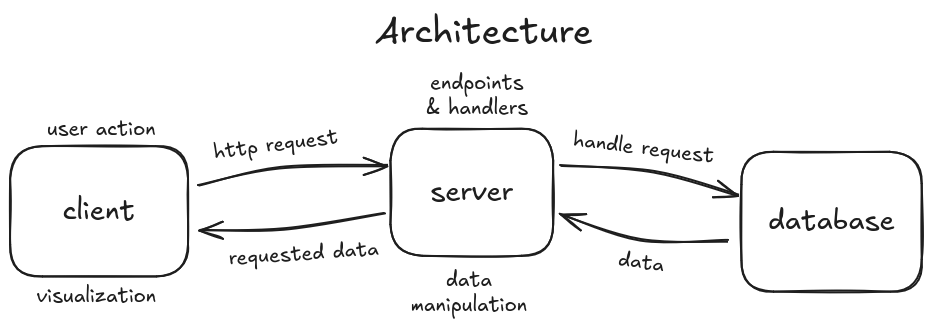 Architecture
endpoints
& handlers
user action
http request
handle request
client
server
database
requested data
data
visualization
data
manipulation